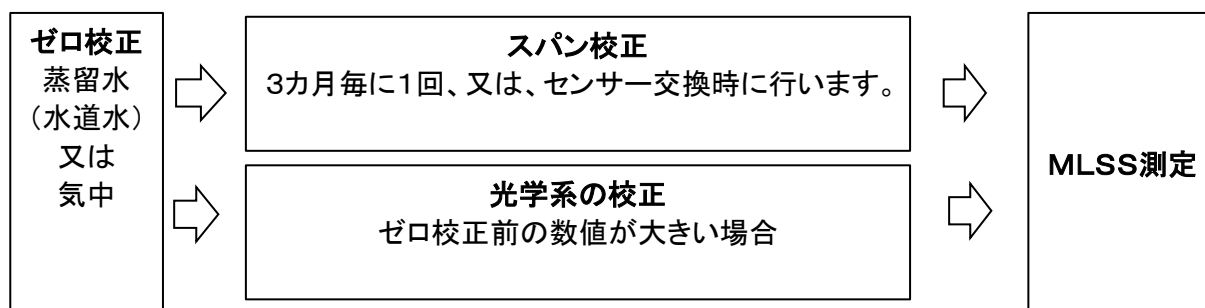 ゼロ校正
蒸留水
（水道水）
又は
気中
スパン校正
3カ月毎に１回、又は、センサー交換時に行います。
光学系の校正
ゼロ校正前の数値が大きい場合
ＭＬＳＳ測定